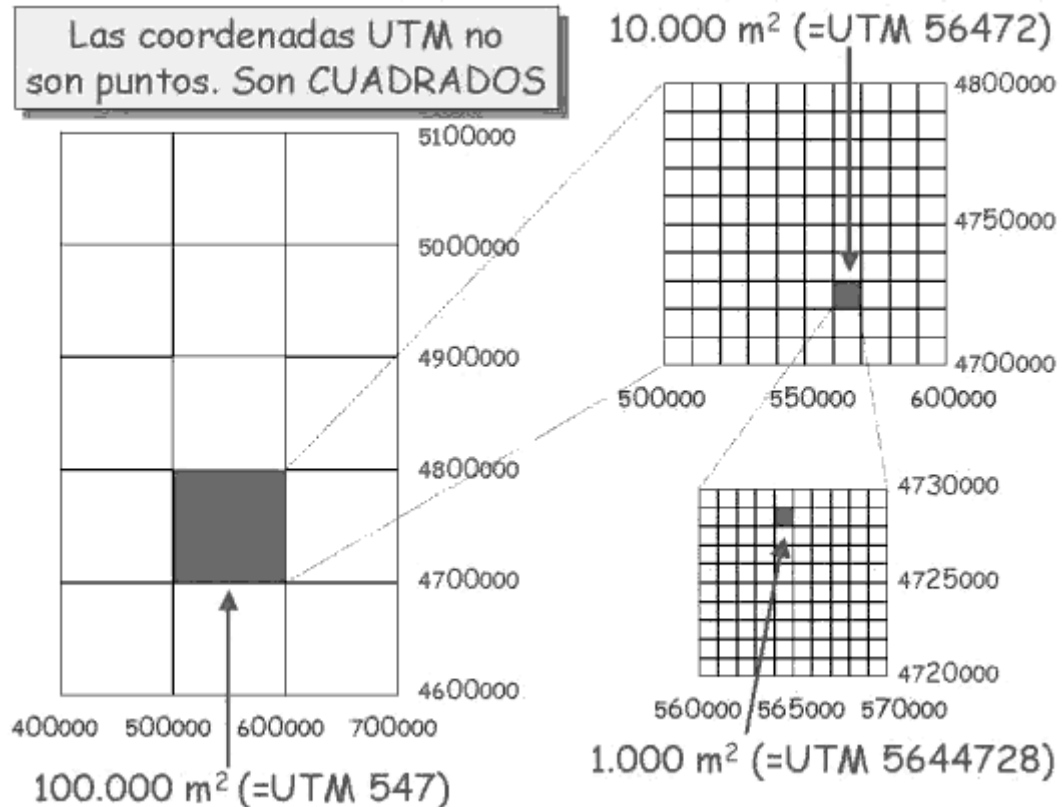 Las coordenadas UTM no
son puntos. Son CUADRADOS
5100000
5000000
4900000
4800000
4700000
4600000
400000 500000 600000 700000
100.000 m² (=UTM 547)
10.000 m² (=UTM 56472)
4800000
4750000
4700000
500000 550000 600000
4730000
4725000
4720000
560000 565000 570000
1.000 m² (=UTM 5644728)